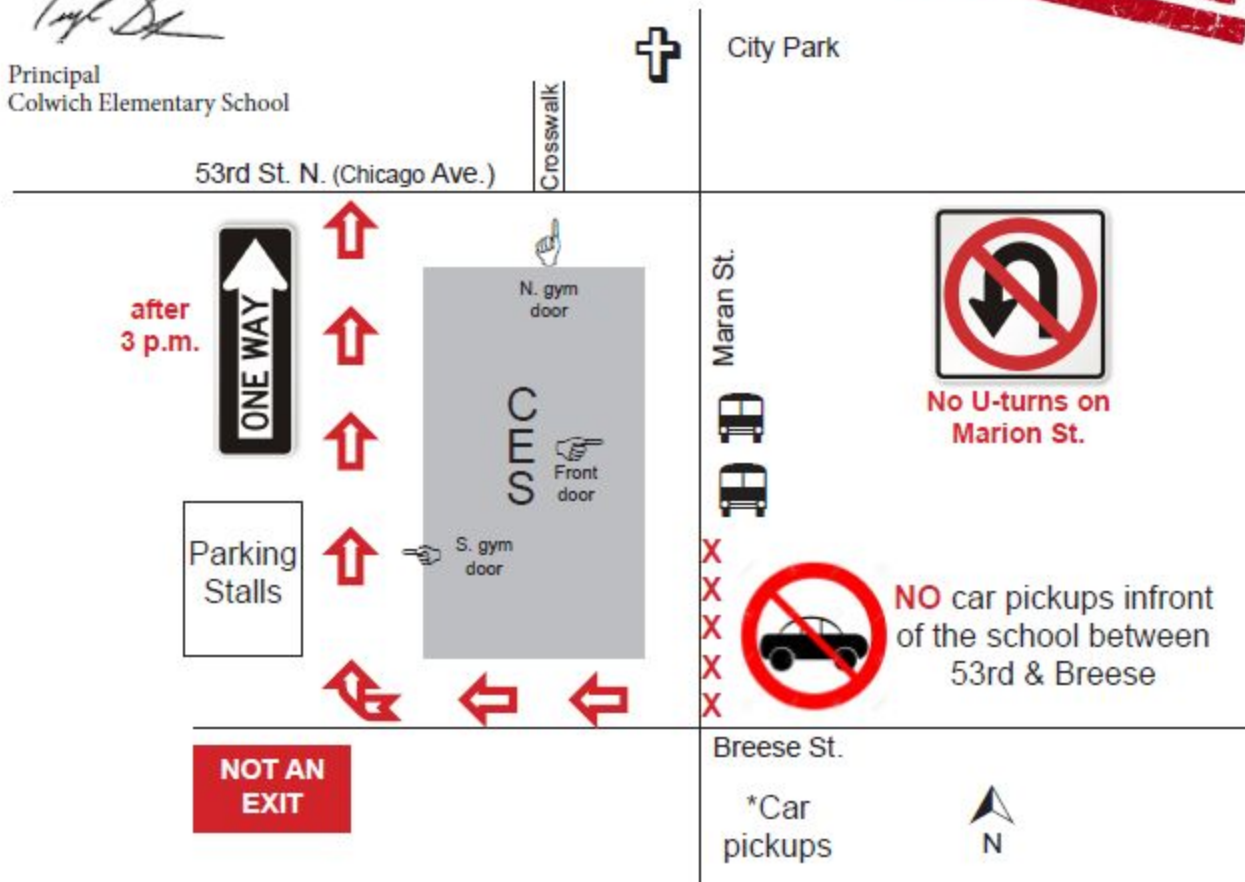 Principal
Colwich Elementary School
City Park
Crosswalk
53rd St. N. (Chicago Ave.)
after
3 p.m.
ONE WAY
N. gym
door
CES
Front
door
S. gym
door
Parking
Stalls
Maran St.
No U-turns on
Marion St.
X
X
X
X
X
NO car pickups infront
of the school between
53rd & Breese
NOT AN
EXIT
Breese St.
*Car
pickups
N